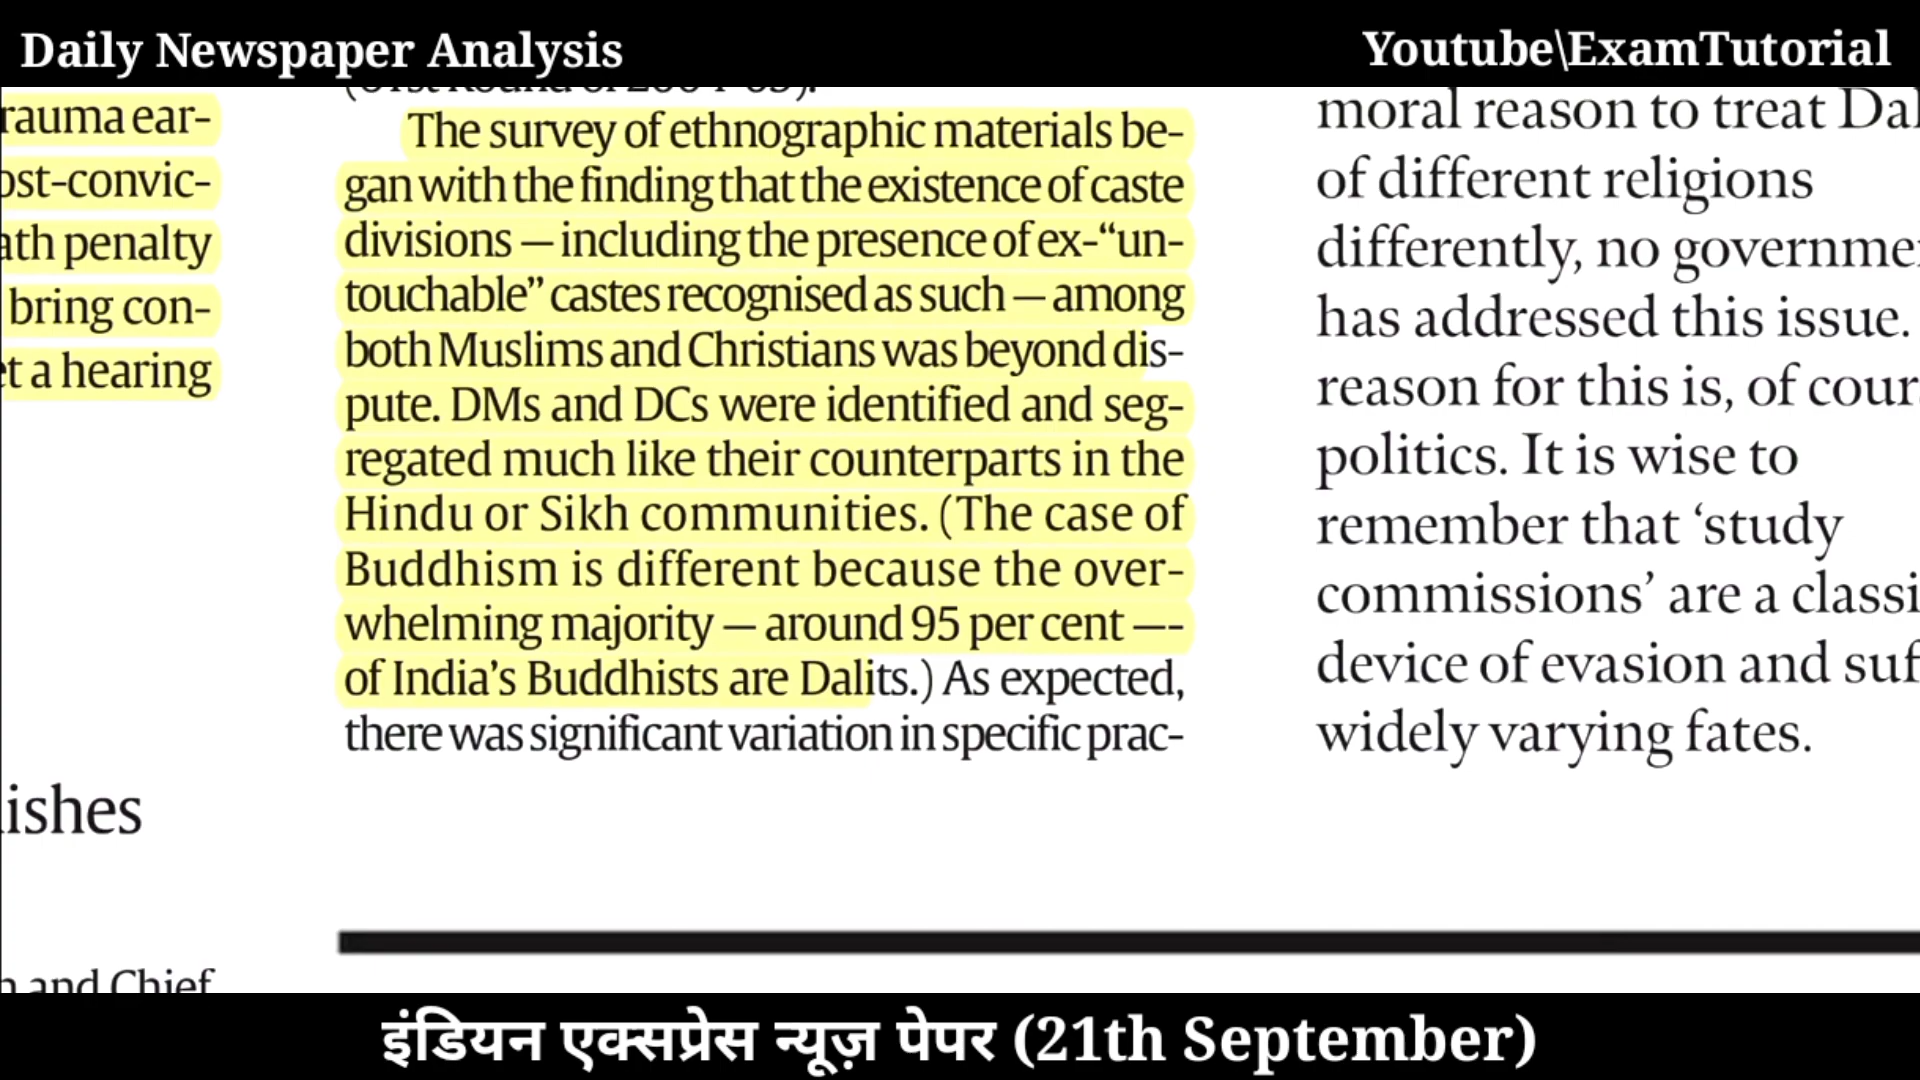 Daily Newspaper Analysis
Youtube\ExamTutorial
rauma ear-
ost-convic-
ath penalty
bring con-
et a hearing
ishes
and Chief
The survey of ethnographic materials be-
gan with the finding that the existence of caste
divisions — including the presence of ex-“un-
touchable” castes recognised as such — among
both Muslims and Christians was beyond dis-
pute. DMs and DCs were identified and seg-
regated much like their counterparts in the
Hindu or Sikh communities. (The case of
Buddhism is different because the over-
whelming majority — around 95 per cent —-
of India’s Buddhists are Dalits.) As expected,
there was significant variation in specific prac-
moral reason to treat Dal
of different religions
differently, no governme
has addressed this issue.
reason for this is, of cour
politics. It is wise to
remember that ‘study
commissions’ are a classi
device of evasion and suf
widely varying fates.
इंडियन एक्सप्रेस न्यूज़ पेपर (21th September)